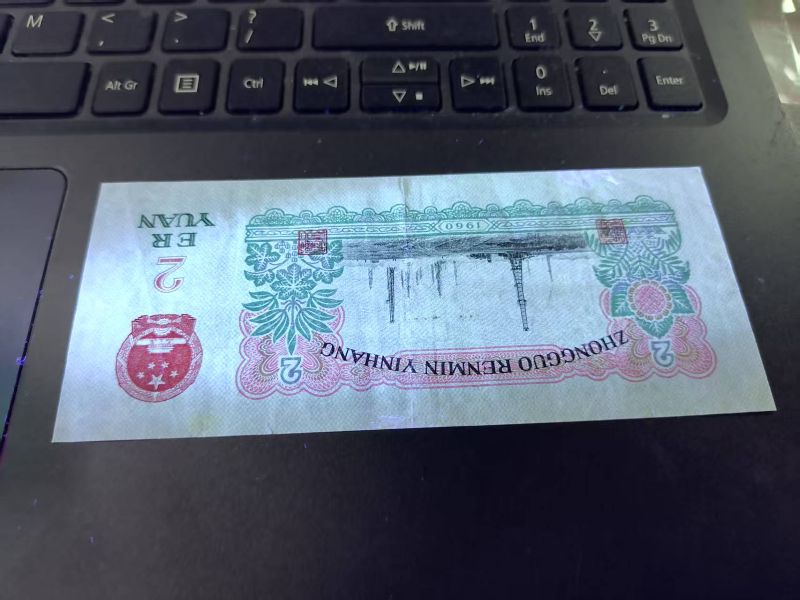 M
<
,
>
.
?
/
Shift
1
End
2
3
Pg Dn
Alt Gr
Ctrl
0
Ins
Del
Enter
ZHONGGUO RENMIN YINHANG
2
2
1960
2
ER
YUAN